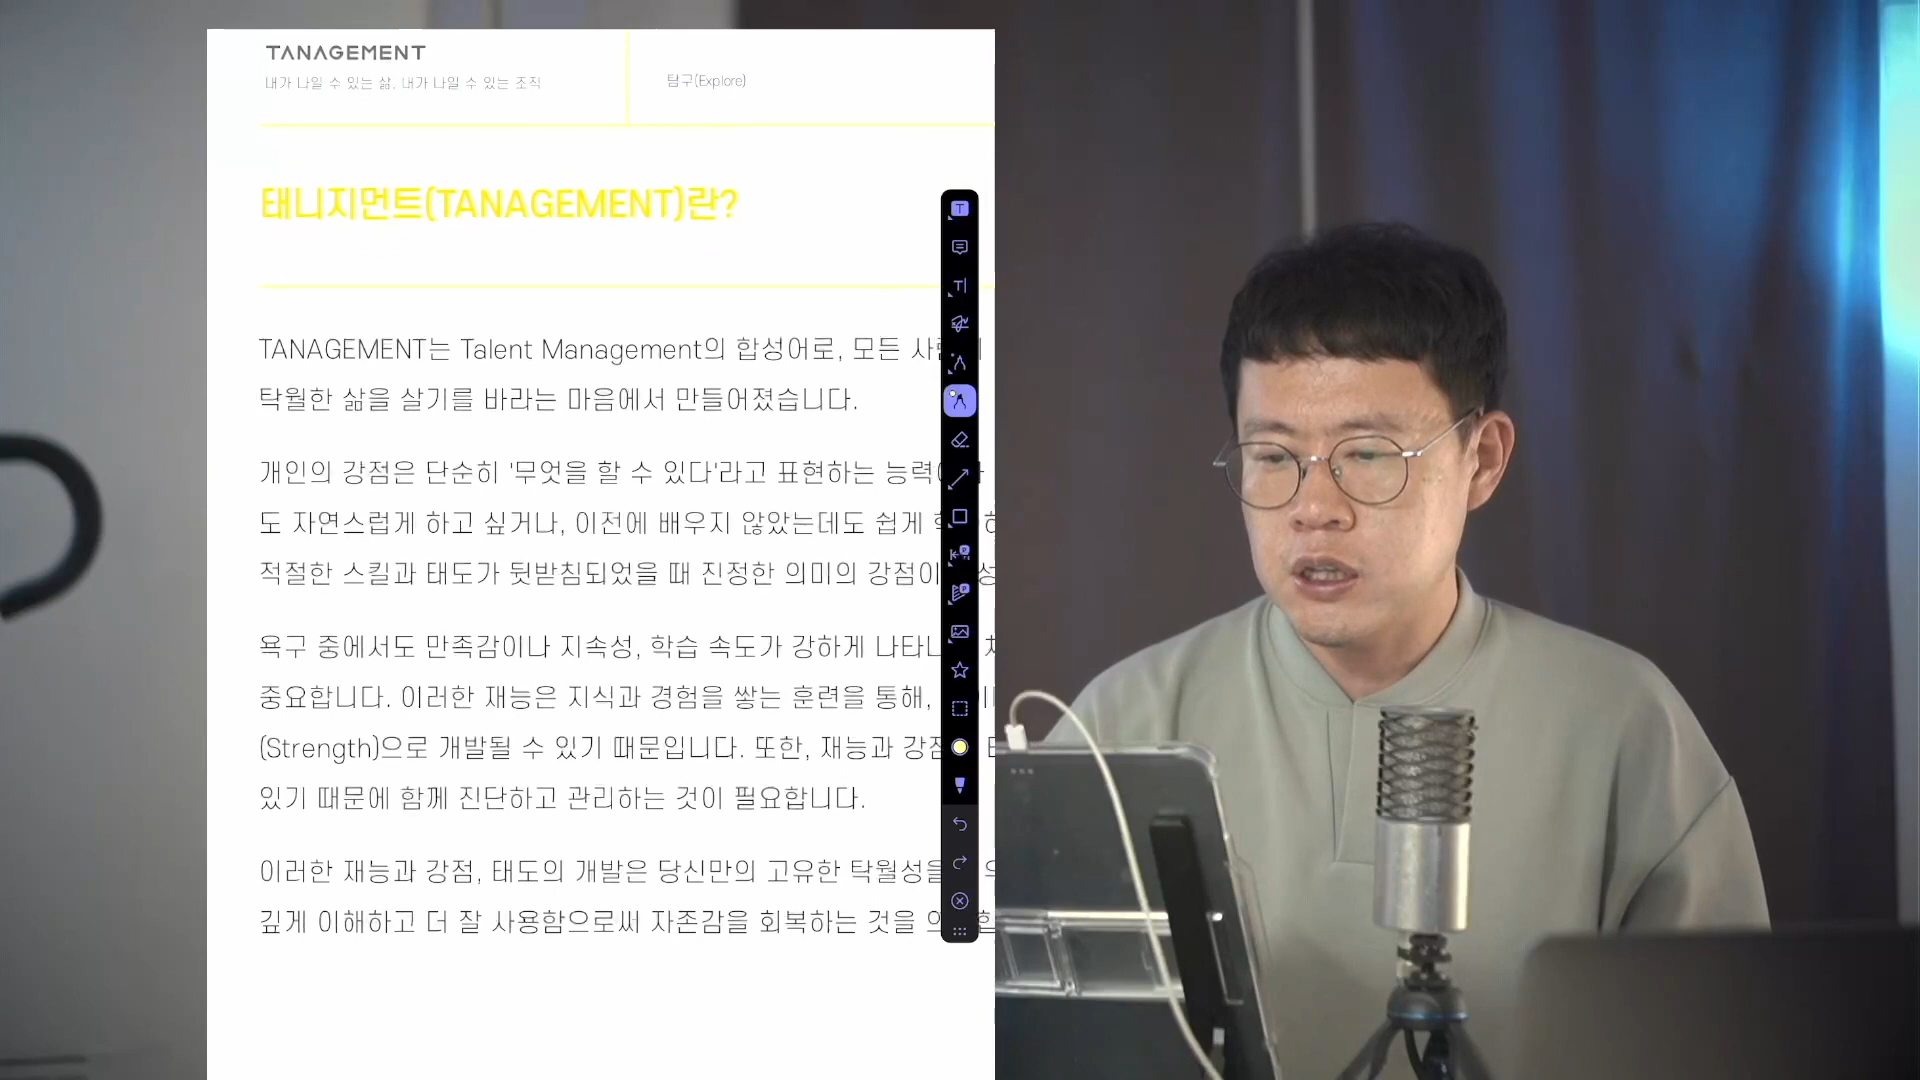 TANAGEMENT
내가 나일 수 있는 삶, 내가 나일 수 있는 조직
탐구(Explore)
태니지먼트(TANAGEMENT)란?
TANAGEMENT는 Talent Management의 합성어로, 모든
탁월한 삶을 살기를 바라는 마음에서 만들어졌습니다.
개인의 강점은 단순히 '무엇을 할 수 있다'라고 표현하는
도 자연스럽게 하고 싶거나, 이전에 배우지 않았는데도 쉽게
적절한 스킬과 태도가 뒷받침되었을 때 진정한 의미의 강점이
욕구 중에서도 만족감이나 지속성, 학습 속도가 강하게
중요합니다. 이러한 재능은 지식과 경험을 쌓는 훈련을 통해,
(Strength)으로 개발될 수 있기 때문입니다. 또한, 재능과
있기 때문에 함께 진단하고 관리하는 것이 필요합니다.
이러한 재능과 강점, 태도의 개발은 당신만의 고유한 탁월성을
깊게 이해하고 더 잘 사용함으로써 자존감을 회복하는 것을